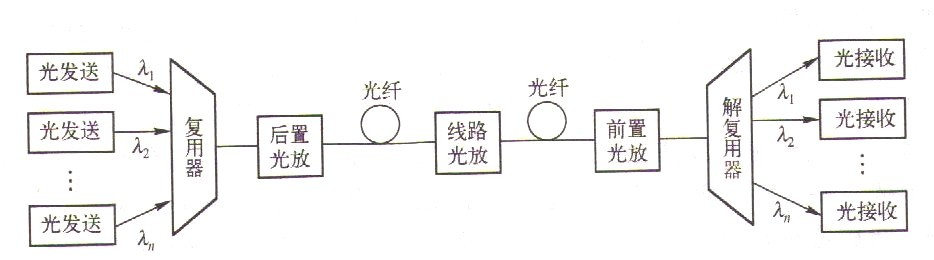 光发送
λ1
光发送
λ2
⋮
光发送
λn
复用器
后置
光放
光纤
线路
光放
光纤
前置
光放
解复用器
λ1
光接收
λ2
光接收
⋮
λn
光接收